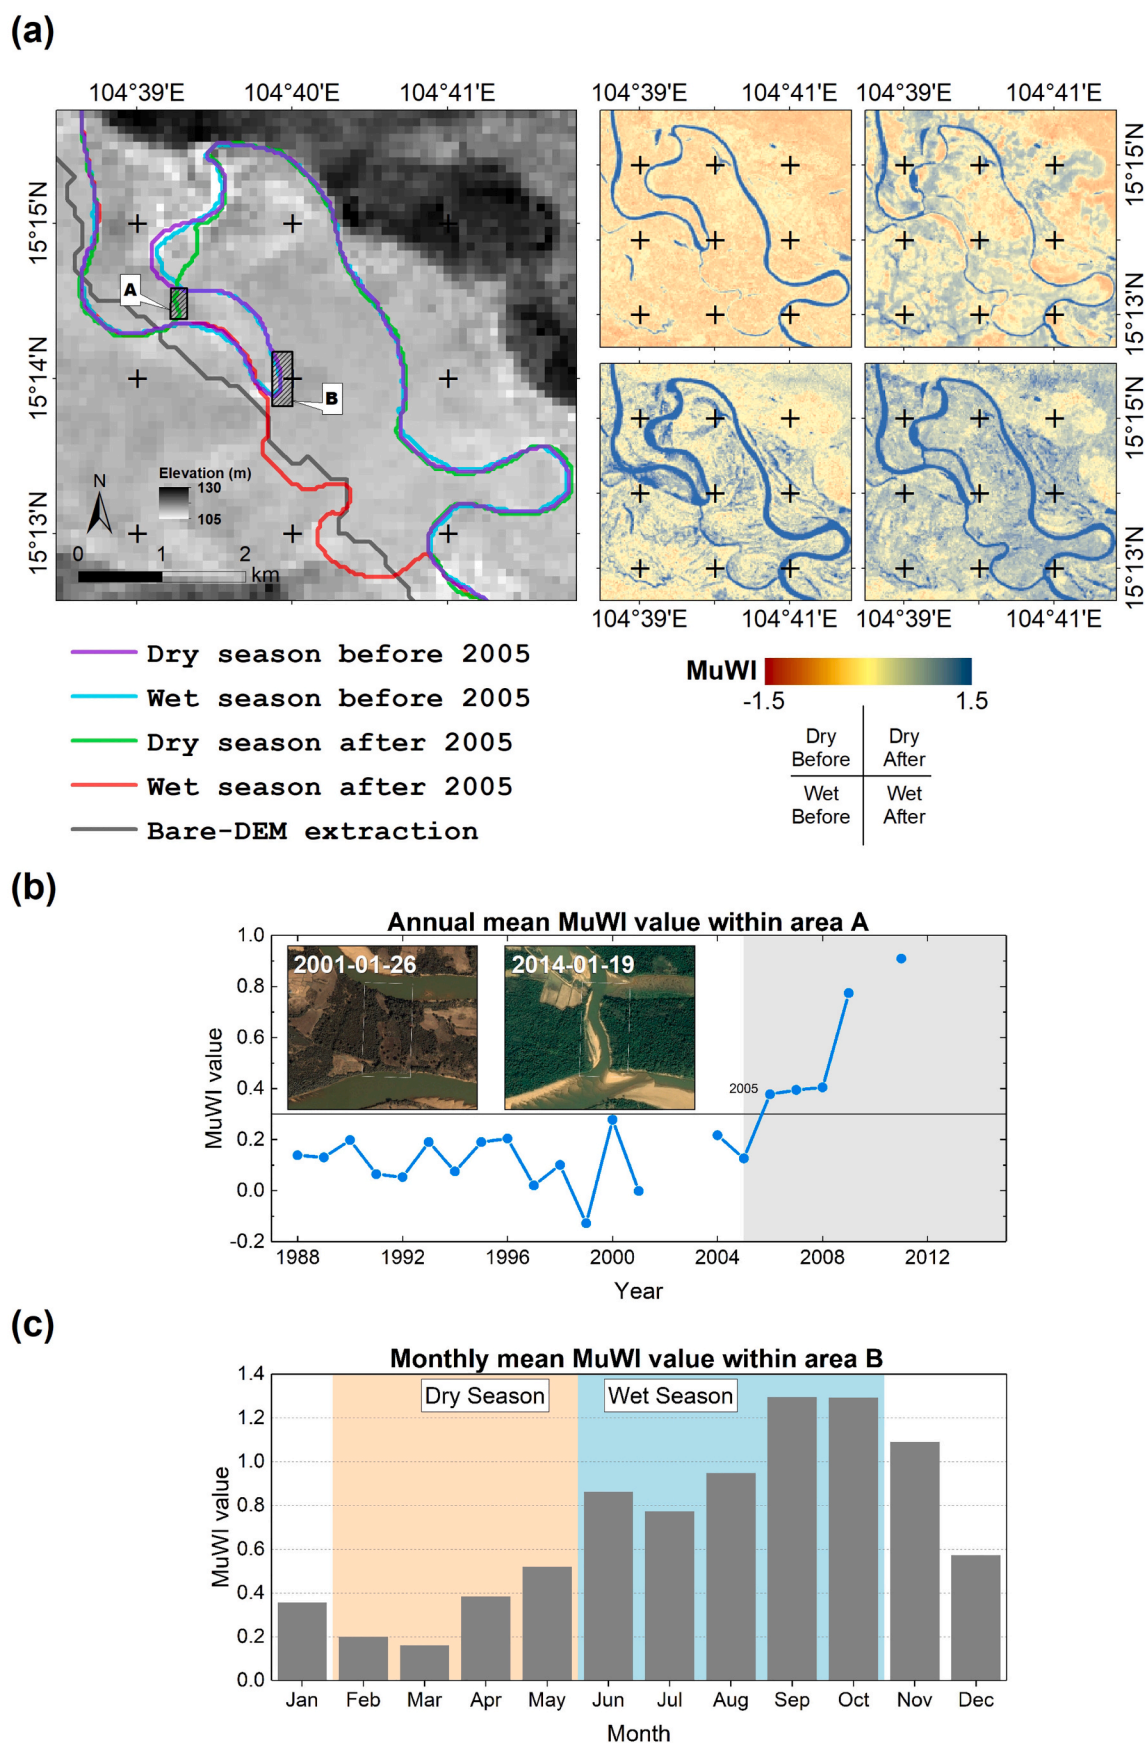 (a)
104°39'E 104°40'E 104°41'E
104°39'E 104°41'E 104°39'E 104°41'E
15°15'N
15°14'N
15°13'N
A
B
N
Elevation (m)
130
105
0 1 2
km
15°15'N
15°13'N
15°15'N
15°13'N
104°39'E 104°41'E 104°39'E 104°41'E
Dry season before 2005
Wet season before 2005
Dry season after 2005
Wet season after 2005
Bare-DEM extraction
MuWI
-1.5 1.5
Dry Before
Dry After
Wet Before
Wet After
(b)
Annual mean MuWI value within area A
MuWI value
1.0
0.8
0.6
0.4
0.2
0.0
-0.2
2001-01-26
2014-01-19
2005
1988 1992 1996 2000 2004 2008 2012
Year
(c)
Monthly mean MuWI value within area B
MuWI value
1.4
1.2
1.0
0.8
0.6
0.4
0.2
0.0
Dry Season
Wet Season
Jan Feb Mar Apr May Jun Jul Aug Sep Oct Nov Dec
Month